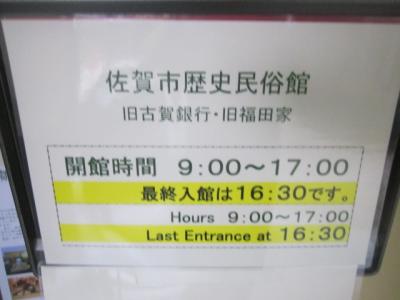 佐賀市歴史民俗館
旧古賀銀行・旧福田家
開館時間 9:00～17:00
最終入館は16:30です。
Hours 9:00～17:00
Last Entrance at 16:30